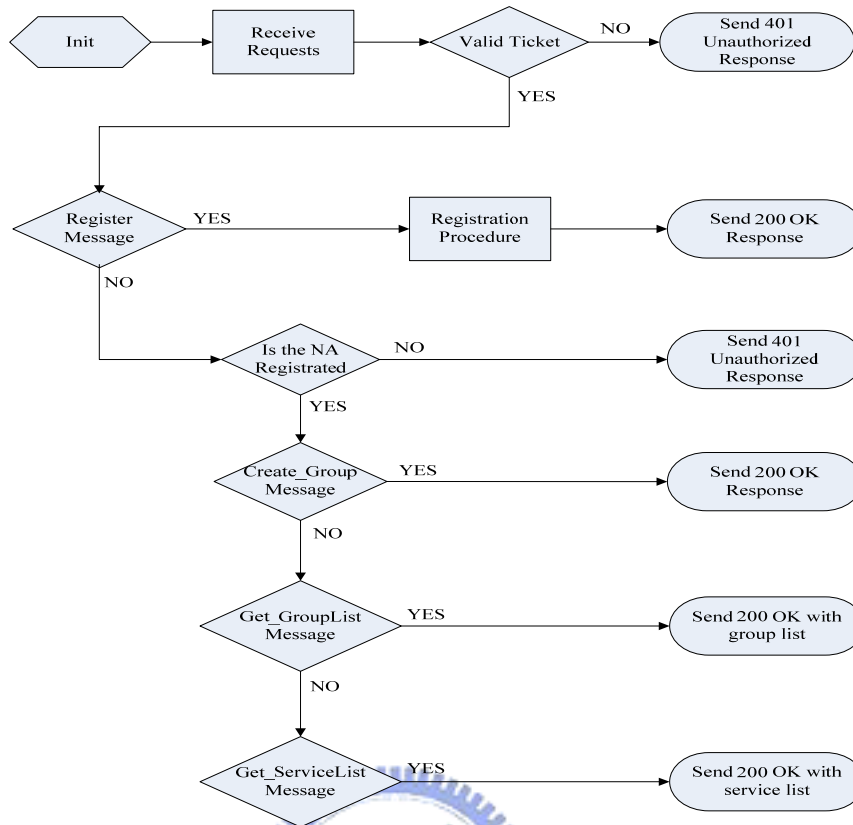 Init
Receive
Requests
Valid Ticket
NO
Send 401
Unauthorized
Response
YES
Register
Message
YES
Registration
Procedure
Send 200 OK
Response
NO
Is the NA
Registrated
NO
Send 401
Unauthorized
Response
YES
Create_Group
Message
YES
Send 200 OK
Response
NO
Get_GroupList
Message
YES
Send 200 OK with
group list
NO
Get_ServiceList
Message
YES
Send 200 OK with
service list